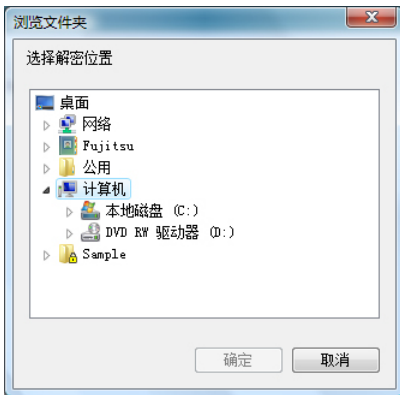 浏览文件夹
选择解密位置
桌面
网络
Fujitsu
公用
计算机
本地磁盘 (C:)
DVD RW 驱动器 (D:)
Sample
确定
取消